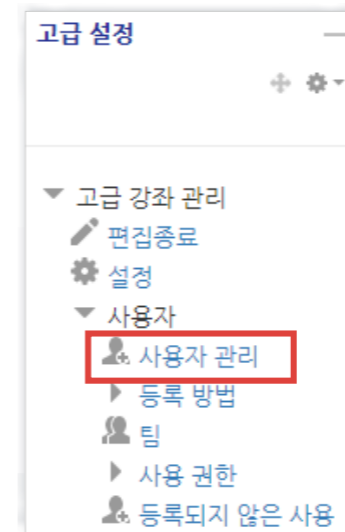 고급 설정
고급 강좌 관리
편집종료
설정
사용자
사용자 관리
등록 방법
팀
사용 권한
등록되지 않은 사용